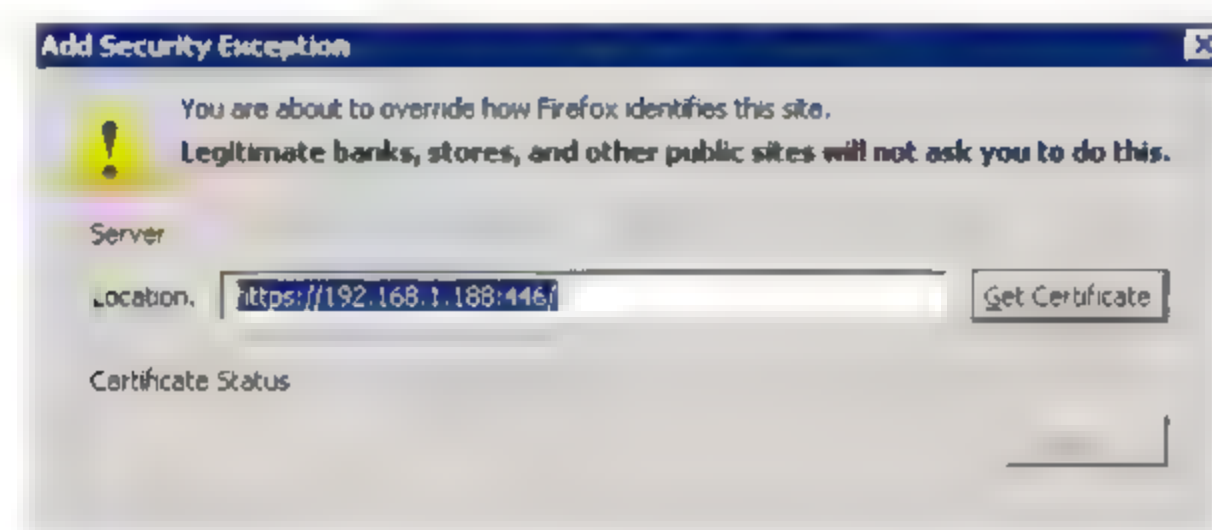 Add Security Exception
You are about to override how Firefox identifies this site.
Legitimate banks, stores, and other public sites will not ask you to do this.
Server
Location: https://192.168.1.188:446/ Get Certificate
Certificate Status